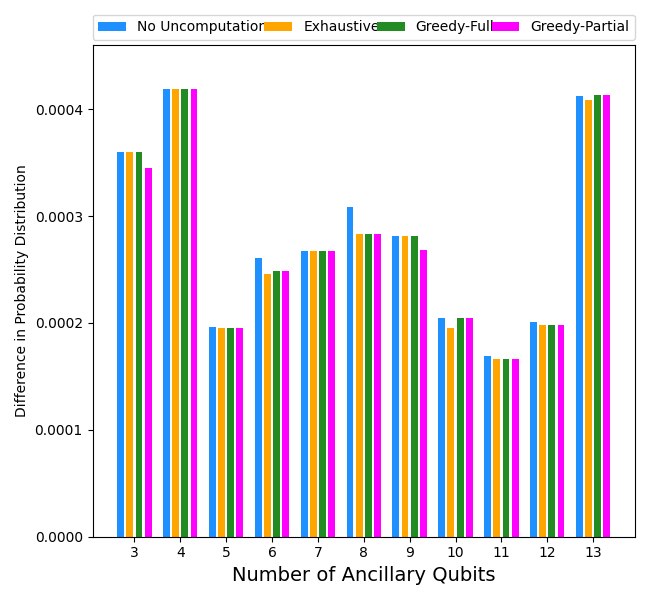 No Uncomputation Exhaustive Greedy-Full Greedy-Partial
0.0004
0.0003
0.0002
0.0001
0.0000
Difference in Probability Distribution
3 4 5 6 7 8 9 10 11 12 13
Number of Ancillary Qubits